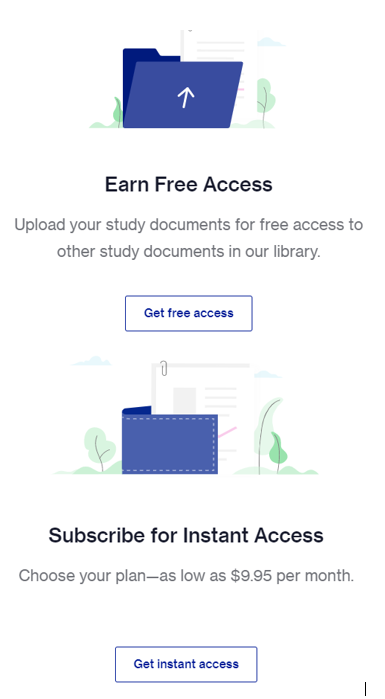 Earn Free Access
Upload your study documents for free access to
other study documents in our library.
Get free access
Subscribe for Instant Access
Choose your plan—as low as $9.95 per month.
Get instant access